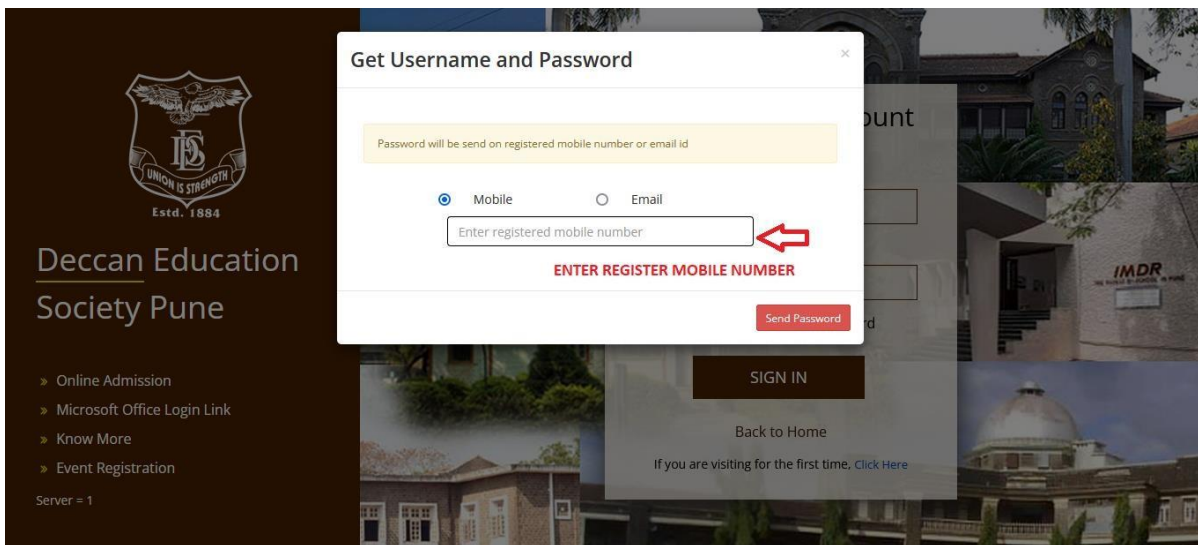 UNION IS STRENGTH
Estd. 1884
Deccan Education
Society Pune
» Online Admission
» Microsoft Office Login Link
» Know More
» Event Registration
Server = 1
Get Username and Password
×
Password will be send on registered mobile number or email id
Mobile
Email
Enter registered mobile number
ENTER REGISTER MOBILE NUMBER
Send Password
SIGN IN
Back to Home
If you are visiting for the first time, Click Here
IMDR